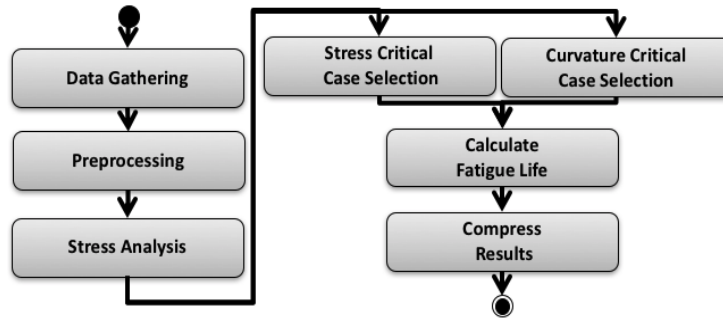 Data Gathering
Preprocessing
Stress Analysis
Stress Critical
Case Selection
Curvature Critical
Case Selection
Calculate
Fatigue Life
Compress
Results